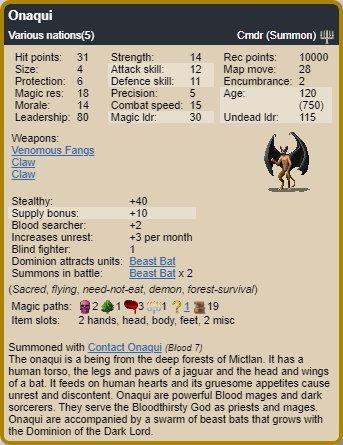 Onaqui
Various nations(5) Cmdr (Summon)
Hit points: 31 Strength: 14 Rec points: 10000
Size: 4 Attack skill: 12 Map move: 28
Protection: 6 Defence skill: 11 Encumbrance: 2
Magic res: 18 Precision: 5 Age: 120
Morale: 14 Combat speed: 15 (750)
Leadership: 80 Magic ldr: 30 Undead ldr: 115
Weapons:
Venomous Fangs
Claw
Claw
Stealthy: +40
Supply bonus: +10
Blood searcher: +2
Increases unrest: +3 per month
Blind fighter: 1
Dominion attracts units: Beast Bat
Summons in battle: Beast Bat x 2
(Sacred, flying, need-not-eat, demon, forest-survival)
Magic paths: 2 1 3 1 ? 1 19
Item slots: 2 hands, head, body, feet, 2 misc
Summoned with Contact Onaqui (Blood 7)
The onaqui is a being from the deep forests of Mictlan. It has a
human torso, the legs and paws of a jaguar and the head and wings
of a bat. It feeds on human hearts and its gruesome appetites cause
unrest and discontent. Onaqui are powerful Blood mages and dark
sorcerers. They serve the Bloodthirsty God as priests and mages.
Onaqui are accompanied by a swarm of beasts bats that grows with
the Dominion of the Dark Lord.